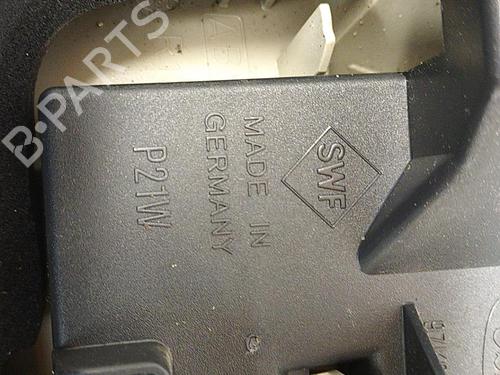 B-PARTS
SWF
MADE IN
GERMANY
P21W